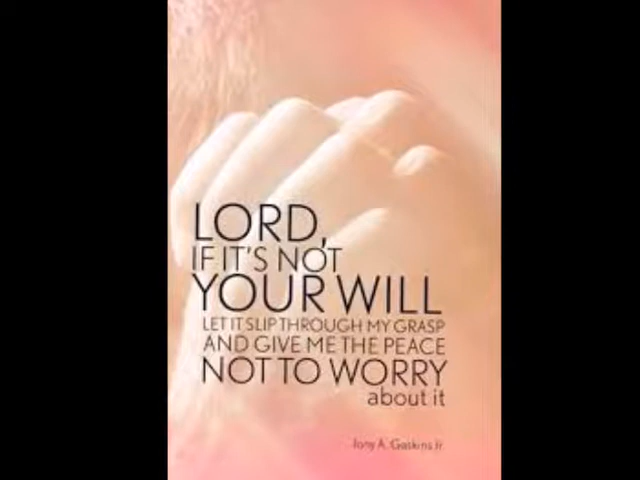 LORD,
IF IT'S NOT
YOUR WILL
LET IT SLIP THROUGH MY GRASP
AND GIVE ME THE PEACE
NOT TO WORRY
about it
Tony A. Gaskins Jr.